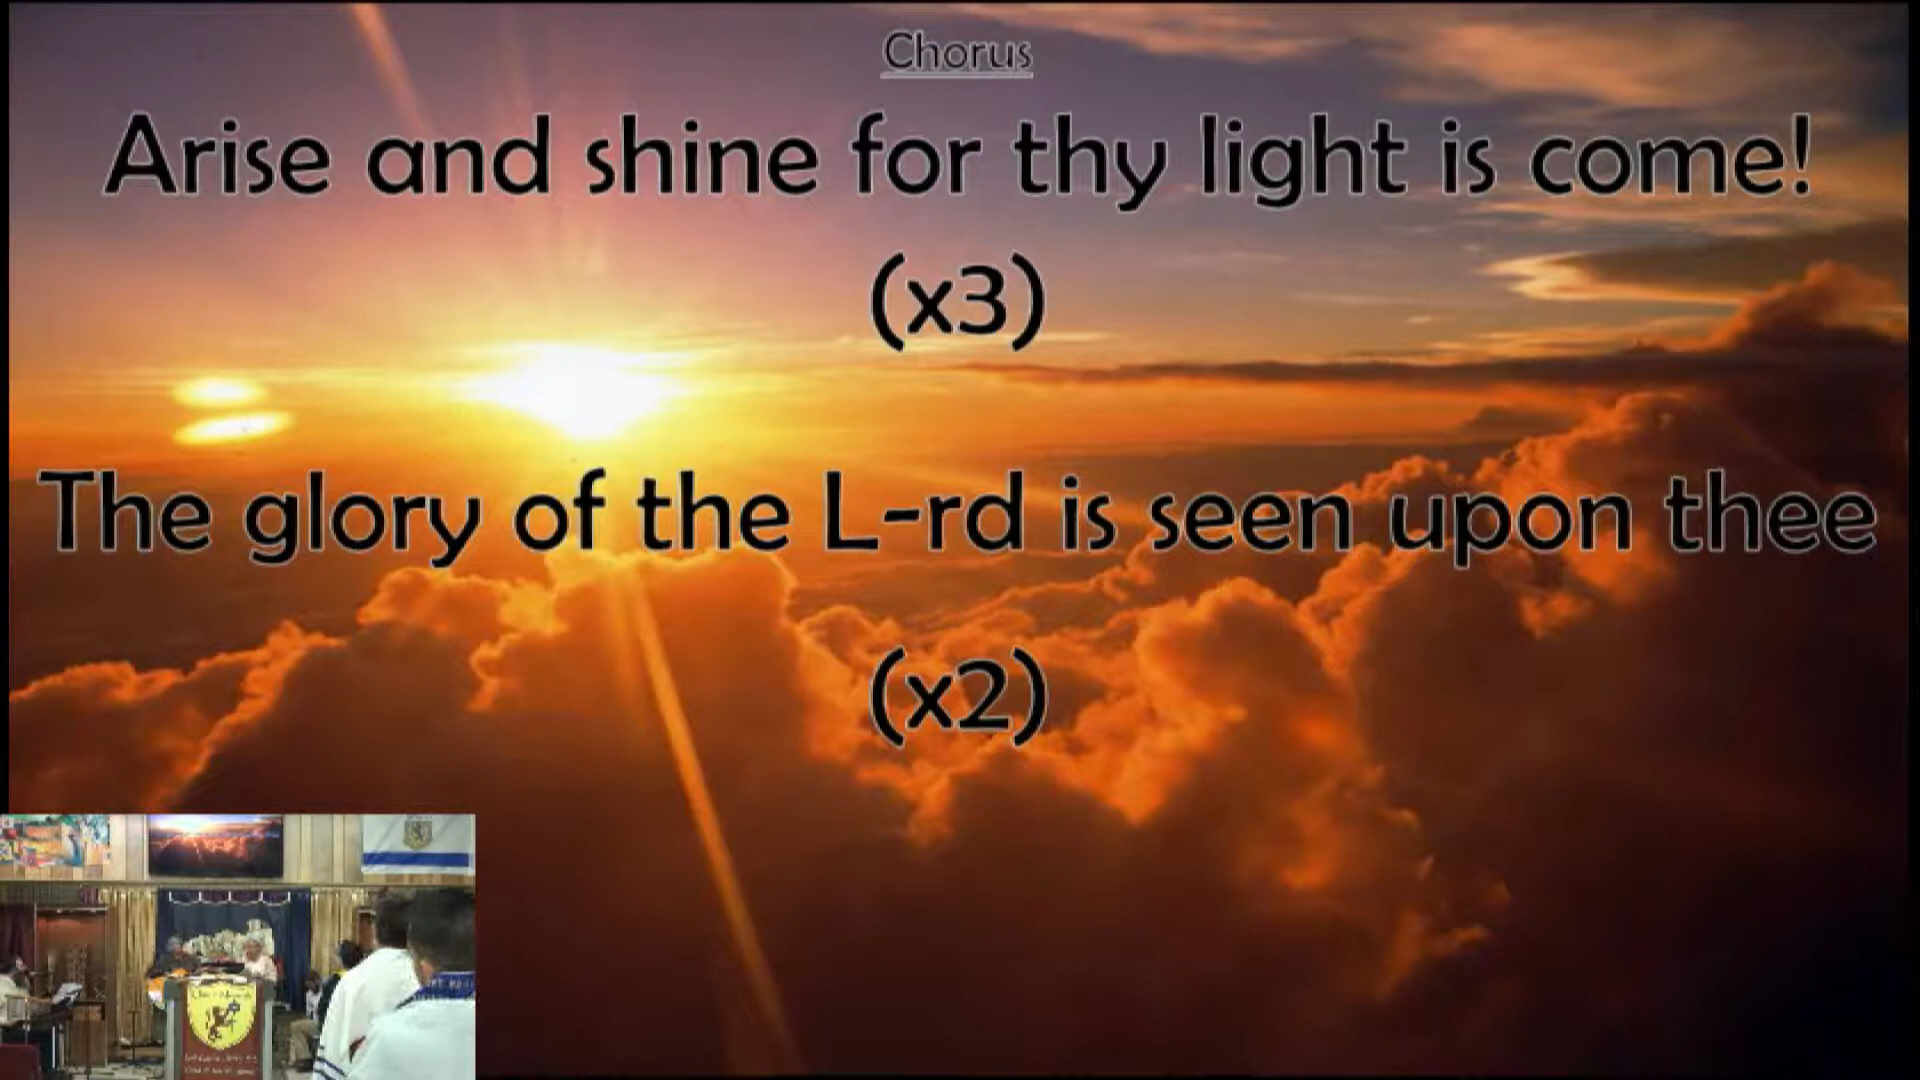 Chorus
Arise and shine for thy light is come!
(x3)
The glory of the L-rd is seen upon thee
(x2)